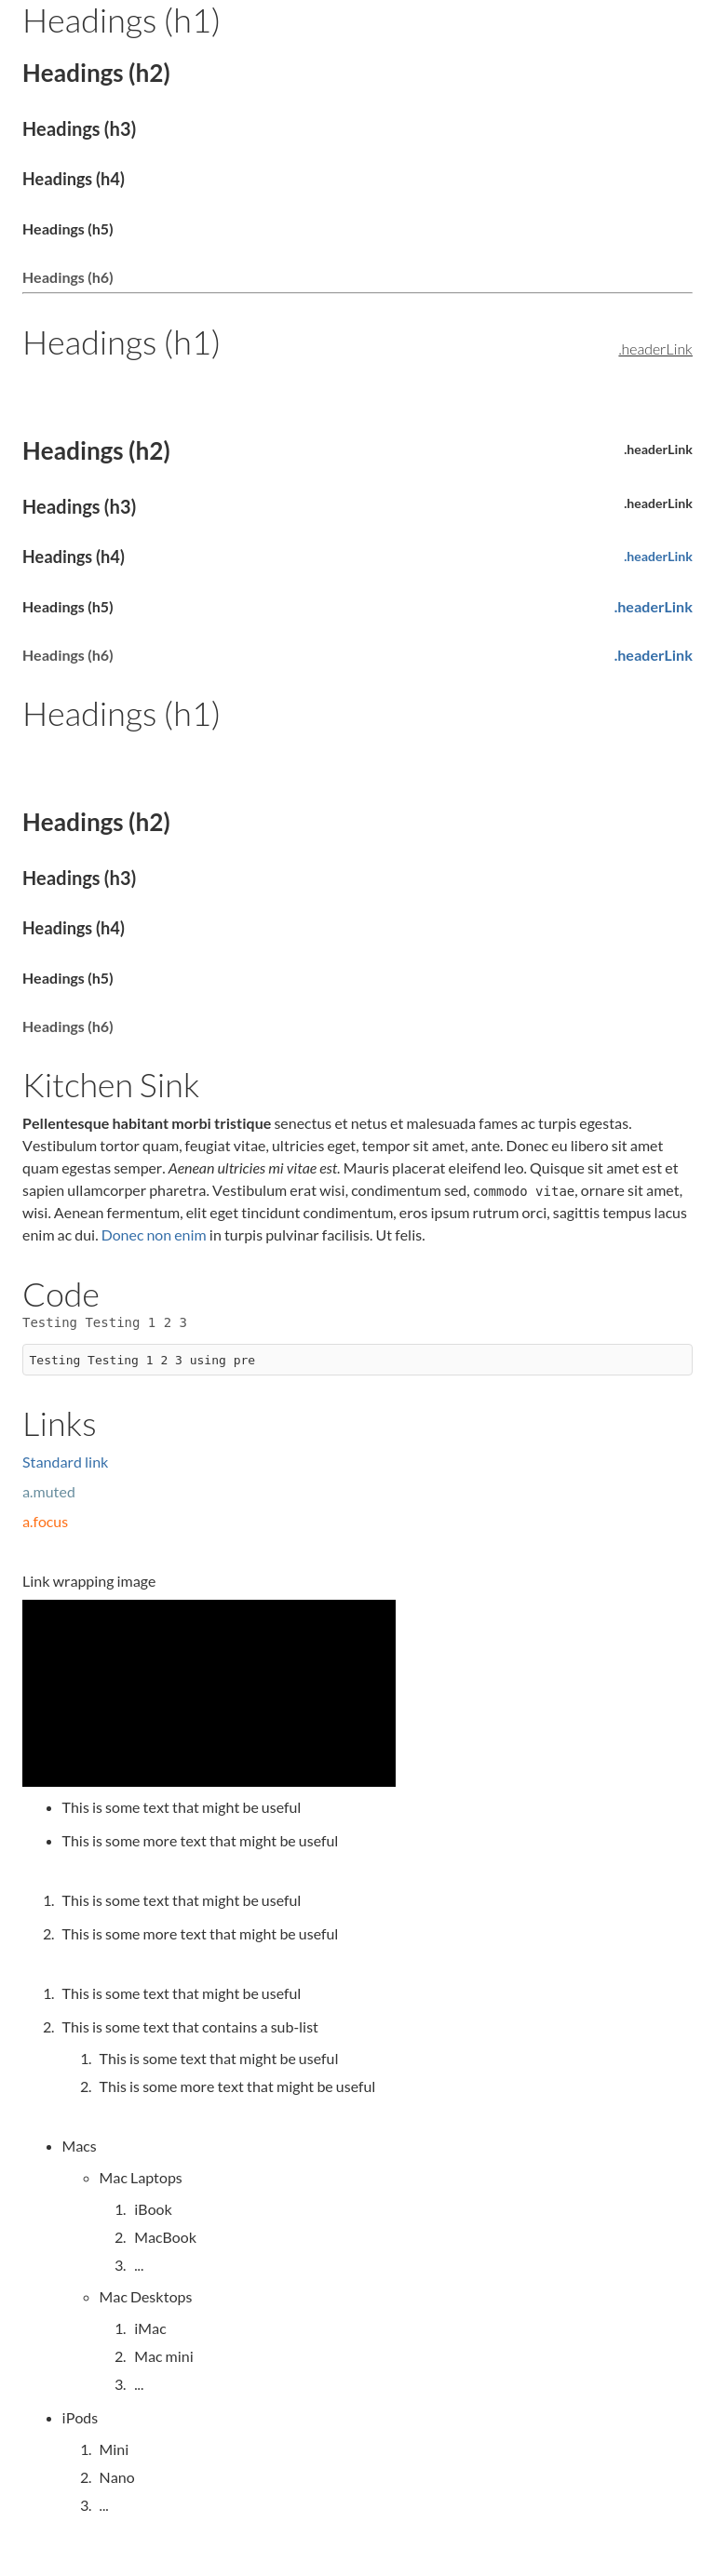 Headings (h1)
Headings (h2)
Headings (h3)
Headings (h4)
Headings (h5)
Headings (h6)
Headings (h1) .headerLink
Headings (h2) .headerLink
Headings (h3) .headerLink
Headings (h4) .headerLink
Headings (h5) .headerLink
Headings (h6) .headerLink
Headings (h1)
Headings (h2)
Headings (h3)
Headings (h4)
Headings (h5)
Headings (h6)
Kitchen Sink
Pellentesque habitant morbi tristique senectus et netus et malesuada fames ac turpis egestas.
Vestibulum tortor quam, feugiat vitae, ultricies eget, tempor sit amet, ante. Donec eu libero sit amet
quam egestas semper. Aenean ultricies mi vitae est. Mauris placerat eleifend leo. Quisque sit amet est et
sapien ullamcorper pharetra. Vestibulum erat wisi, condimentum sed, commodo vitae, ornare sit amet,
wisi. Aenean fermentum, elit eget tincidunt condimentum, eros ipsum rutrum orci, sagittis tempus lacus
enim ac dui. Donec non enim in turpis pulvinar facilisis. Ut felis.
Code
Testing Testing 1 2 3
Testing Testing 1 2 3 using pre
Links
Standard link
a.muted
a.focus
Link wrapping image
• This is some text that might be useful
• This is some more text that might be useful
1. This is some text that might be useful
2. This is some more text that might be useful
1. This is some text that might be useful
2. This is some text that contains a sub-list
1. This is some text that might be useful
2. This is some more text that might be useful
• Macs
◦ Mac Laptops
1. iBook
2. MacBook
3. ...
◦ Mac Desktops
1. iMac
2. Mac mini
3. ...
• iPods
1. Mini
2. Nano
3. ...